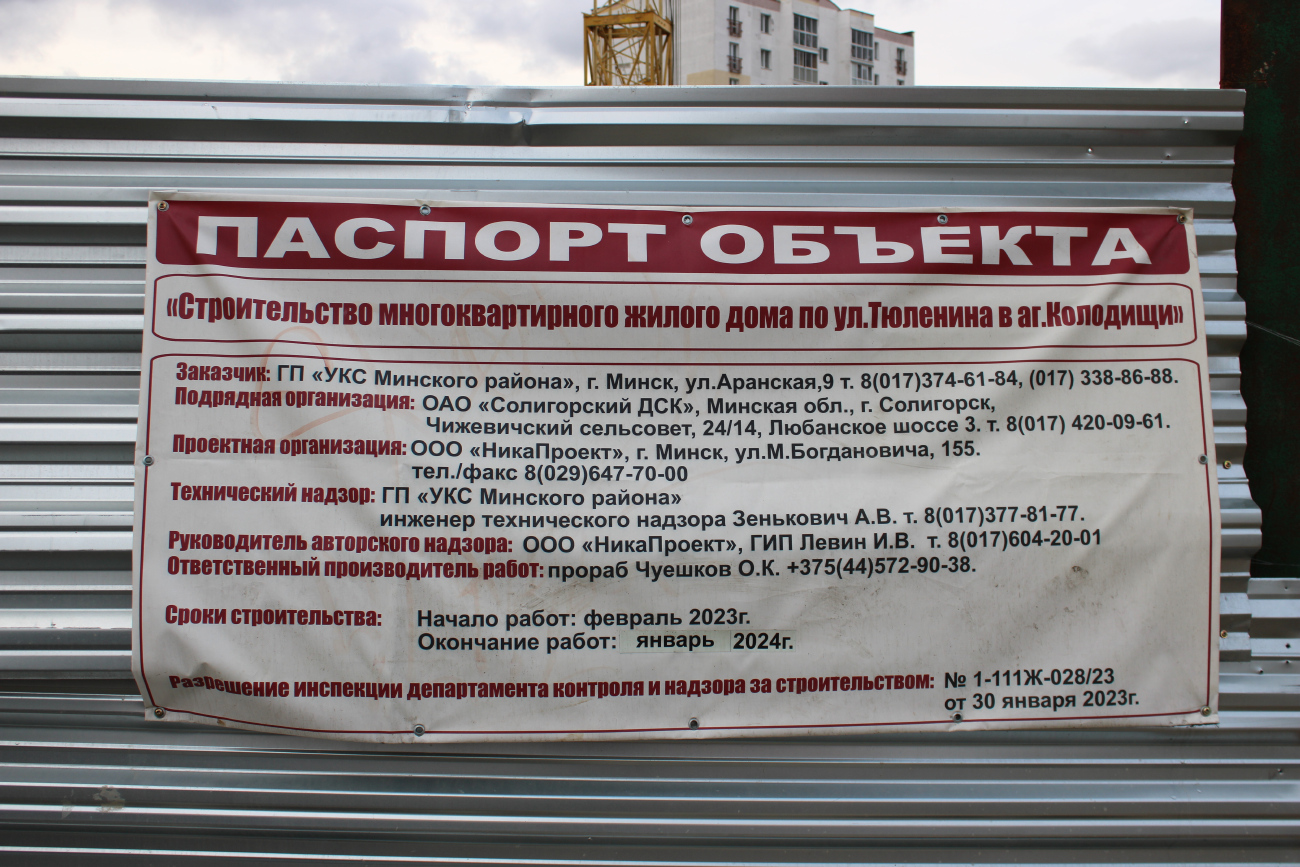 ПАСПОРТ ОБЪЕКТА
«Строительство многоквартирного жилого дома по ул.Тюленина в аг.Колодищи»
Заказчик: ГП «УКС Минского района», г. Минск, ул.Аранская,9 т. 8(017)374-61-84, (017) 338-86-88.
Подрядная организация: ОАО «Солигорский ДСК», Минская обл., г. Солигорск,
Чижевичский сельсовет, 24/14, Любанское шоссе 3. т. 8(017) 420-09-61.
Проектная организация: ООО «НикаПроект», г. Минск, ул.М.Богдановича, 155.
тел./факс 8(029)647-70-00
Технический надзор: ГП «УКС Минского района»
инженер технического надзора Зенькович А.В. т. 8(017)377-81-77.
Руководитель авторского надзора: ООО «НикаПроект», ГИП Левин И.В. т. 8(017)604-20-01
Ответственный производитель работ: прораб Чуешков О.К. +375(44)572-90-38.
Сроки строительства: Начало работ: февраль 2023г.
Окончание работ: январь 2024г.
Разрешение инспекции департамента контроля и надзора за строительством: № 1-111Ж-028/23
от 30 января 2023г.